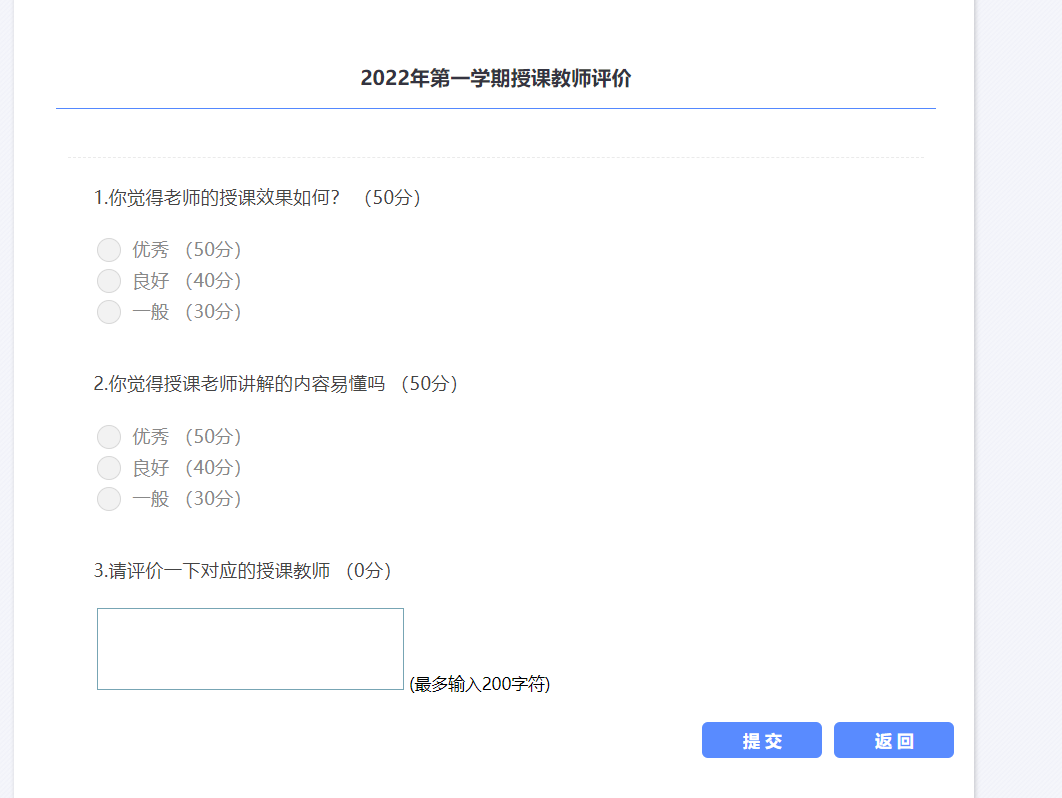 2022年第一学期授课教师评价
1.你觉得老师的授课效果如何？ （50分）
优秀 （50分）
良好 （40分）
一般 （30分）
2.你觉得授课老师讲解的内容易懂吗 （50分）
优秀 （50分）
良好 （40分）
一般 （30分）
3.请评价一下对应的授课教师 （0分）
(最多输入200字符)
提 交 返 回